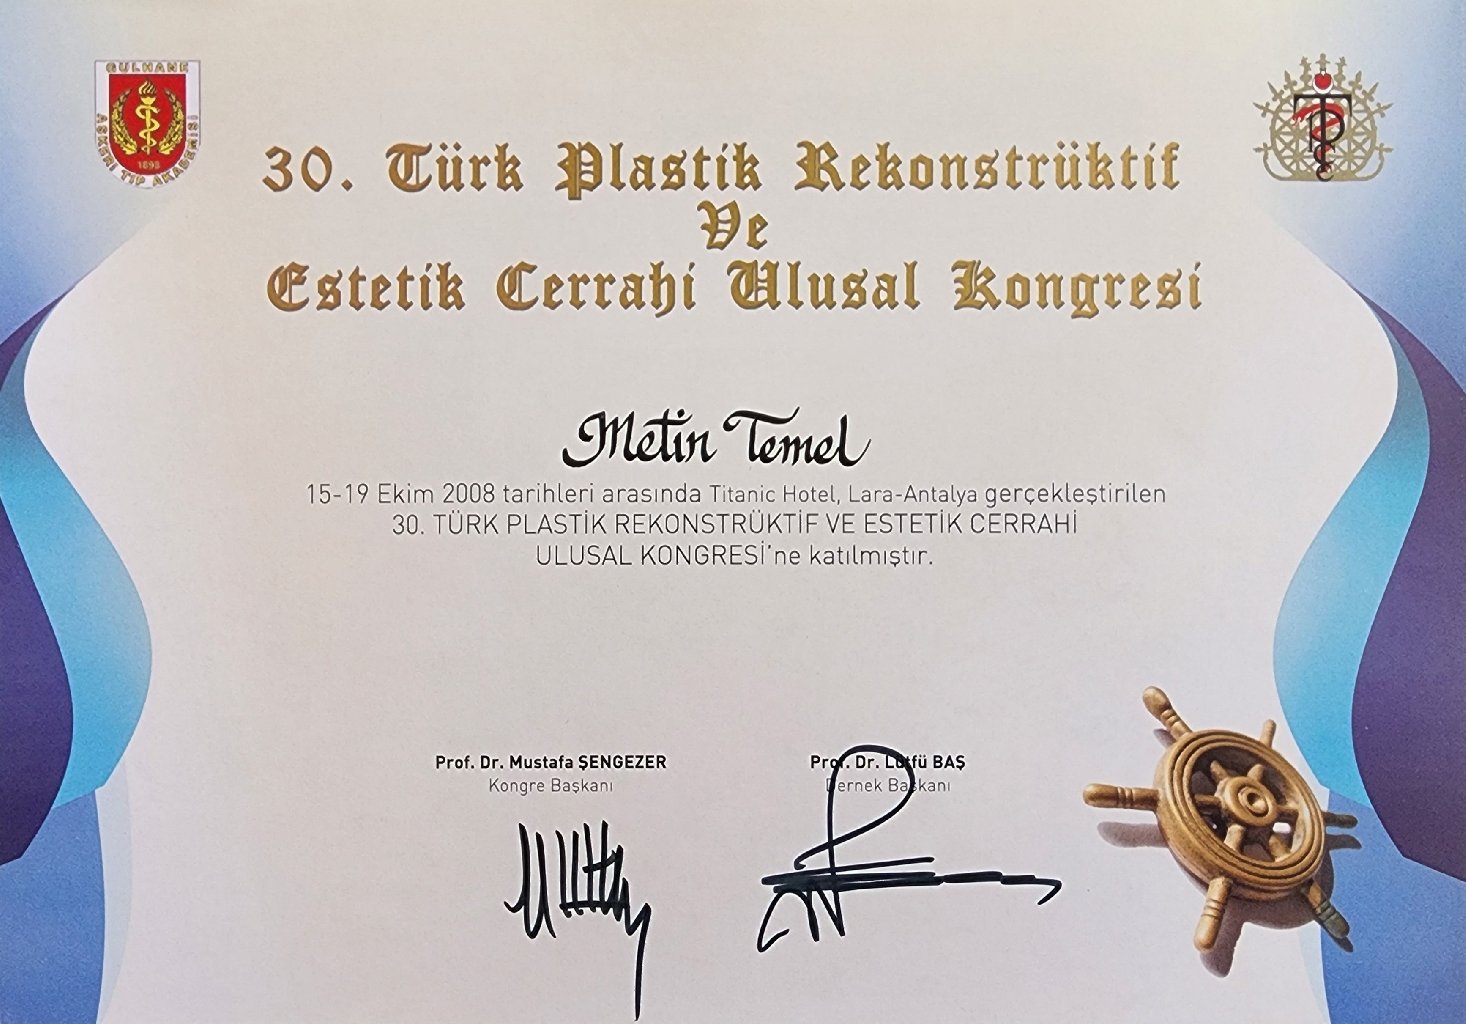 GÜLHANE
ASKERİ TIP AKADEMİSİ
1898
30. Türk Plastik Rekonstrüktif
Ve
Estetik Cerrahi Ulusal Kongresi
Metin Temel
15-19 Ekim 2008 tarihleri arasında Titanic Hotel, Lara-Antalya gerçekleştirilen
30. TÜRK PLASTİK REKONSTRÜKTİF VE ESTETİK CERRAHİ
ULUSAL KONGRESİ'ne katılmıştır.
Prof. Dr. Mustafa ŞENGEZER
Kongre Başkanı
Prof. Dr. Lütfü BAŞ
Dernek Başkanı